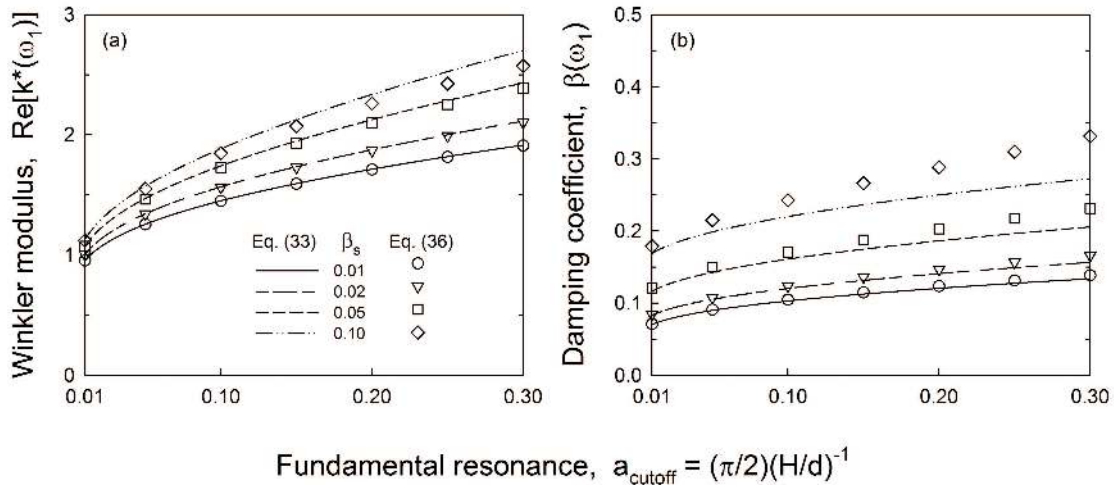 Winkler modulus, Re[k*(ω₁)]
3
2
1
0
(a)
Eq. (33) βₛ Eq. (36)
0.01
0.02
0.05
0.10
0.01 0.10 0.20 0.30
Damping coefficient, β(ω₁)
0.5
0.4
0.3
0.2
0.1
0.0
(b)
0.01 0.10 0.20 0.30
Fundamental resonance, a_cutoff = (π/2)(H/d)⁻¹